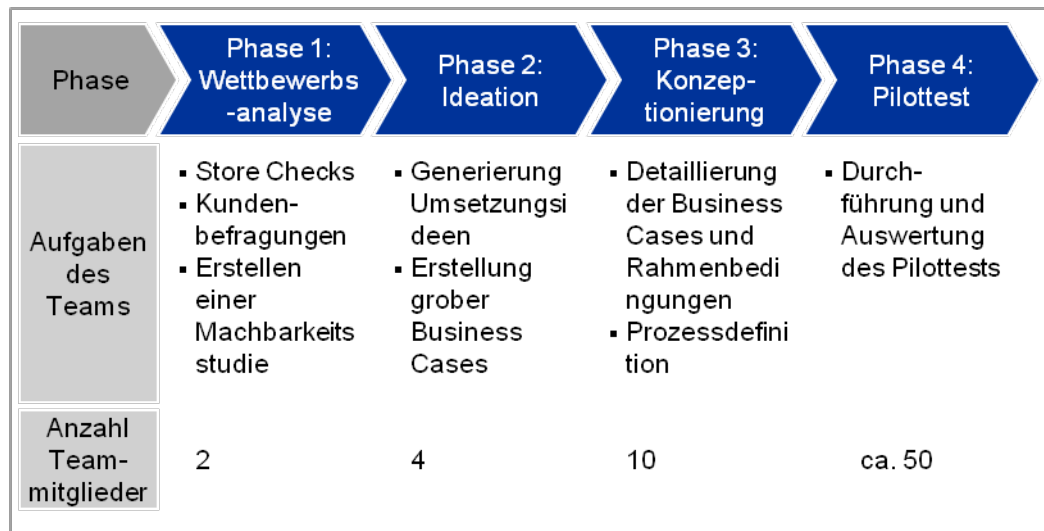 Phase
Phase 1:
Wettbewerbs
-analyse
Phase 2:
Ideation
Phase 3:
Konzep-
tionierung
Phase 4:
Pilottest
Aufgaben
des
Teams
▪ Store Checks
▪ Kunden-
befragungen
▪ Erstellen
einer
Machbarkeits
studie
▪ Generierung
Umsetzungsi
deen
▪ Erstellung
grober
Business
Cases
▪ Detaillierung
der Business
Cases und
Rahmenbedi
ngungen
▪ Prozessdefini
tion
▪ Durch-
führung und
Auswertung
des Pilottests
Anzahl
Team-
mitglieder
2
4
10
ca. 50